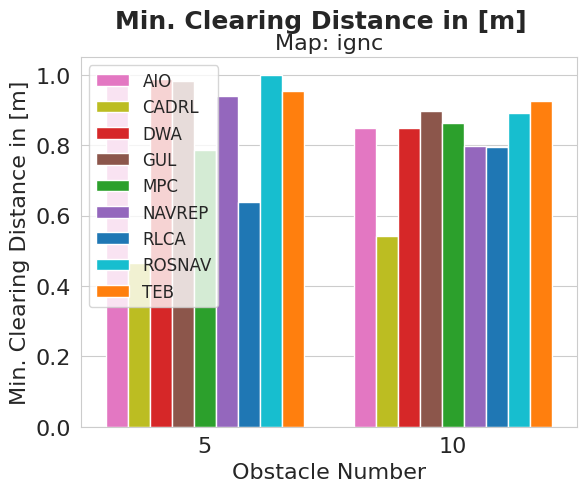 Min. Clearing Distance in [m]
Map: ignc
Min. Clearing Distance in [m]
1.0
0.8
0.6
0.4
0.2
0.0
AIO
CADRL
DWA
GUL
MPC
NAVREP
RLCA
ROSNAV
TEB
5
10
Obstacle Number